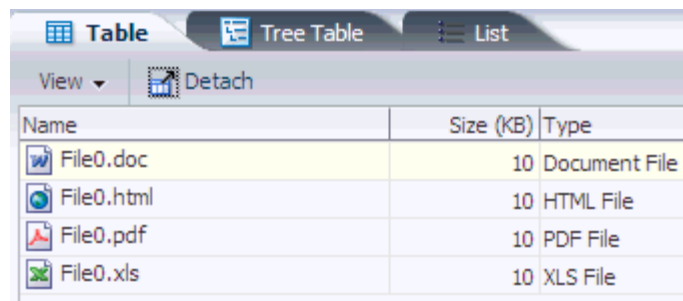 Table Tree Table List
View Detach
Name Size (KB) Type
File0.doc 10 Document File
File0.html 10 HTML File
File0.pdf 10 PDF File
File0.xls 10 XLS File